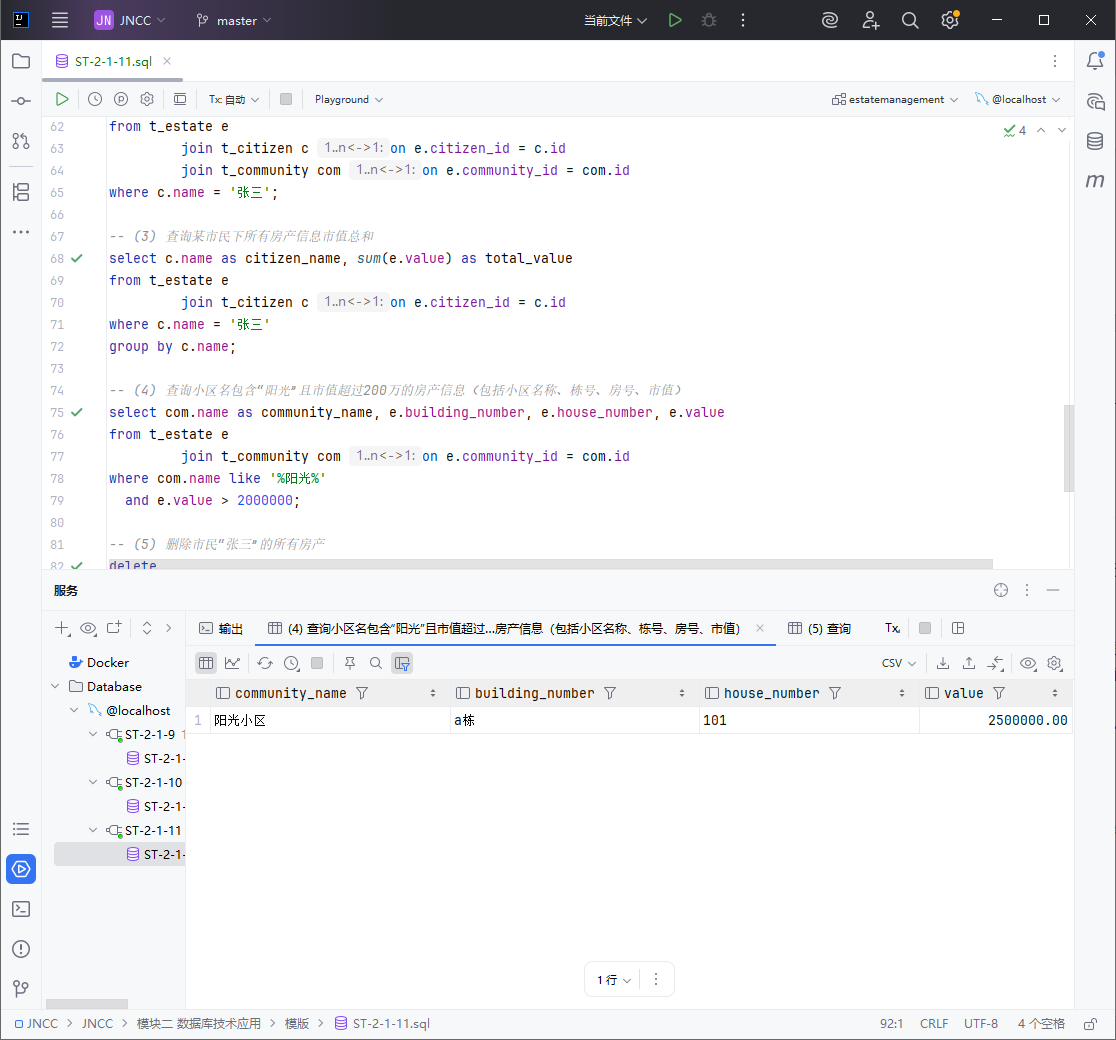 JN JNCC master 当前文件
ST-2-1-11.sql
Tx: 自动 Playground estatemanagement @localhost
4
62 from t_estate e
63 join t_citizen c 1..n<->1: on e.citizen_id = c.id
64 join t_community com 1..n<->1: on e.community_id = com.id
65 where c.name = '张三';
66
67 -- (3) 查询某市民下所有房产信息市值总和
68 select c.name as citizen_name, sum(e.value) as total_value
69 from t_estate e
70 join t_citizen c 1..n<->1: on e.citizen_id = c.id
71 where c.name = '张三'
72 group by c.name;
73
74 -- (4) 查询小区名包含“阳光”且市值超过200万的房产信息（包括小区名称、栋号、房号、市值）
75 select com.name as community_name, e.building_number, e.house_number, e.value
76 from t_estate e
77 join t_community com 1..n<->1: on e.community_id = com.id
78 where com.name like '%阳光%'
79 and e.value > 2000000;
80
81 -- (5) 删除市民“张三”的所有房产
82 delete
服务
输出 (4) 查询小区名包含“阳光”且市值超过...房产信息（包括小区名称、栋号、房号、市值） (5) 查询 Tx
CSV
Docker
Database
@localhost
ST-2-1-9 1
ST-2-1-
ST-2-1-10
ST-2-1-
ST-2-1-11
ST-2-1-
community_name building_number house_number value
1 阳光小区 a栋 101 2500000.00
1 行
JNCC > JNCC > 模块二 数据库技术应用 > 模版 > ST-2-1-11.sql 92:1 CRLF UTF-8 4 个空格
m